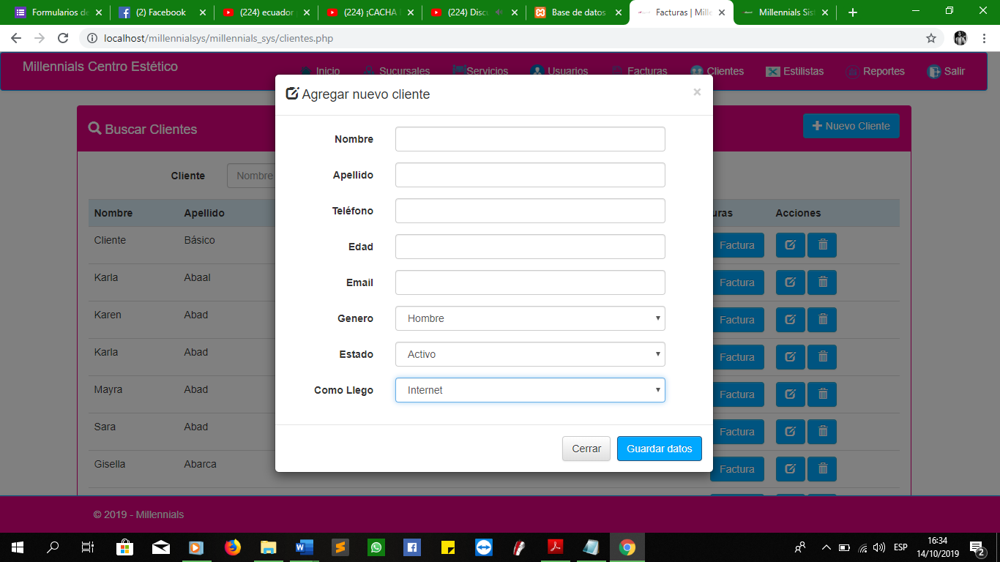 Formularios de
(2) Facebook
(224) ecuador
(224) ¡CACHA
(224) Discu
Base de datos
Facturas | Mille
Millennials Sist
localhost/millennialsys/millennials_sys/clientes.php
Millennials Centro Estético
Inicio
Sucursales
Servicios
Usuarios
Facturas
Clientes
Estilistas
Reportes
Salir
Agregar nuevo cliente
×
Buscar Clientes
Nuevo Cliente
Cliente
Nombre
Nombre
Apellido
Teléfono
Edad
Email
Genero
Hombre
Estado
Activo
Como Llego
Internet
Cerrar
Guardar datos
Nombre
Apellido
uras
Acciones
Cliente
Básico
Factura
Karla
Abaal
Factura
Karen
Abad
Factura
Karla
Abad
Factura
Mayra
Abad
Factura
Sara
Abad
Factura
Gisella
Abarca
Factura
© 2019 - Millennials
ESP
16:34
14/10/2019
2